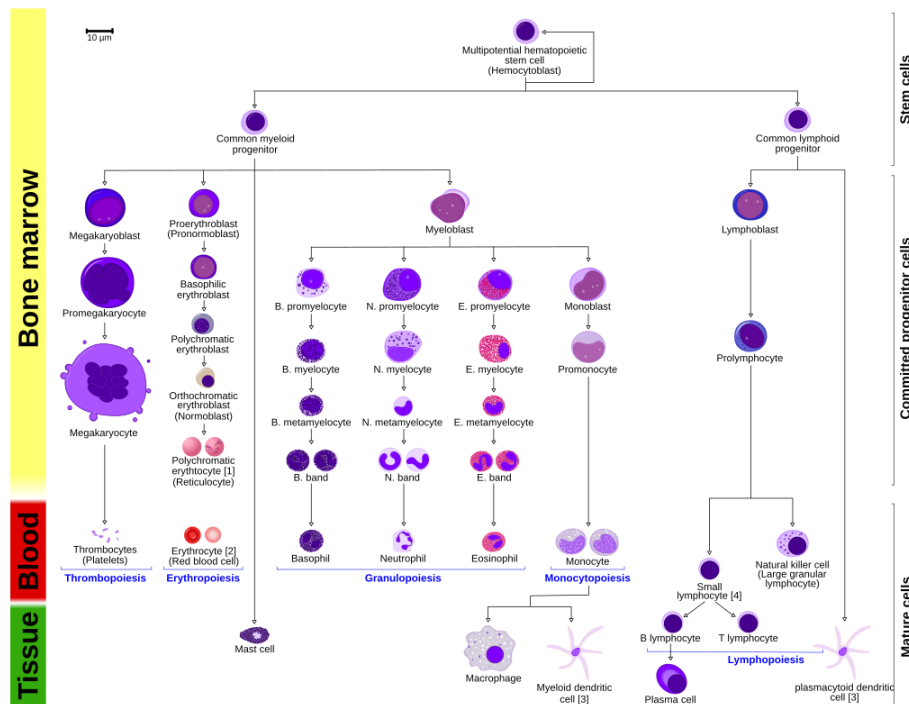 10 µm
Multipotential hematopoietic
stem cell
(Hemocytoblast)
Common myeloid
progenitor
Common lymphoid
progenitor
Stem cells
Bone marrow
Megakaryoblast
Proerythroblast
(Pronormoblast)
Myeloblast
Lymphoblast
Basophilic
erythroblast
Promegakaryocyte
B. promyelocyte
N. promyelocyte
E. promyelocyte
Monoblast
Polychromatic
erythroblast
Prolymphocyte
B. myelocyte
N. myelocyte
E. myelocyte
Promonocyte
Orthochromatic
erythroblast
(Normoblast)
Megakaryocyte
B. metamyelocyte
N. metamyelocyte
E. metamyelocyte
Polychromatic
erythtocyte [1]
(Reticulocyte)
B. band
N. band
E. band
Committed progenitor cells
Blood
Thrombocytes
(Platelets)
Erythrocyte [2]
(Red blood cell)
Basophil
Neutrophil
Eosinophil
Monocyte
Natural killer cell
(Large granular
lymphocyte)
Thrombopoiesis
Erythropoiesis
Granulopoiesis
Monocytopoiesis
Small
lymphocyte [4]
Tissue
Mast cell
B lymphocyte
T lymphocyte
Lymphopoiesis
Macrophage
Myeloid dendritic
cell [3]
Plasma cell
plasmacytoid dendritic
cell [3]
Mature cells